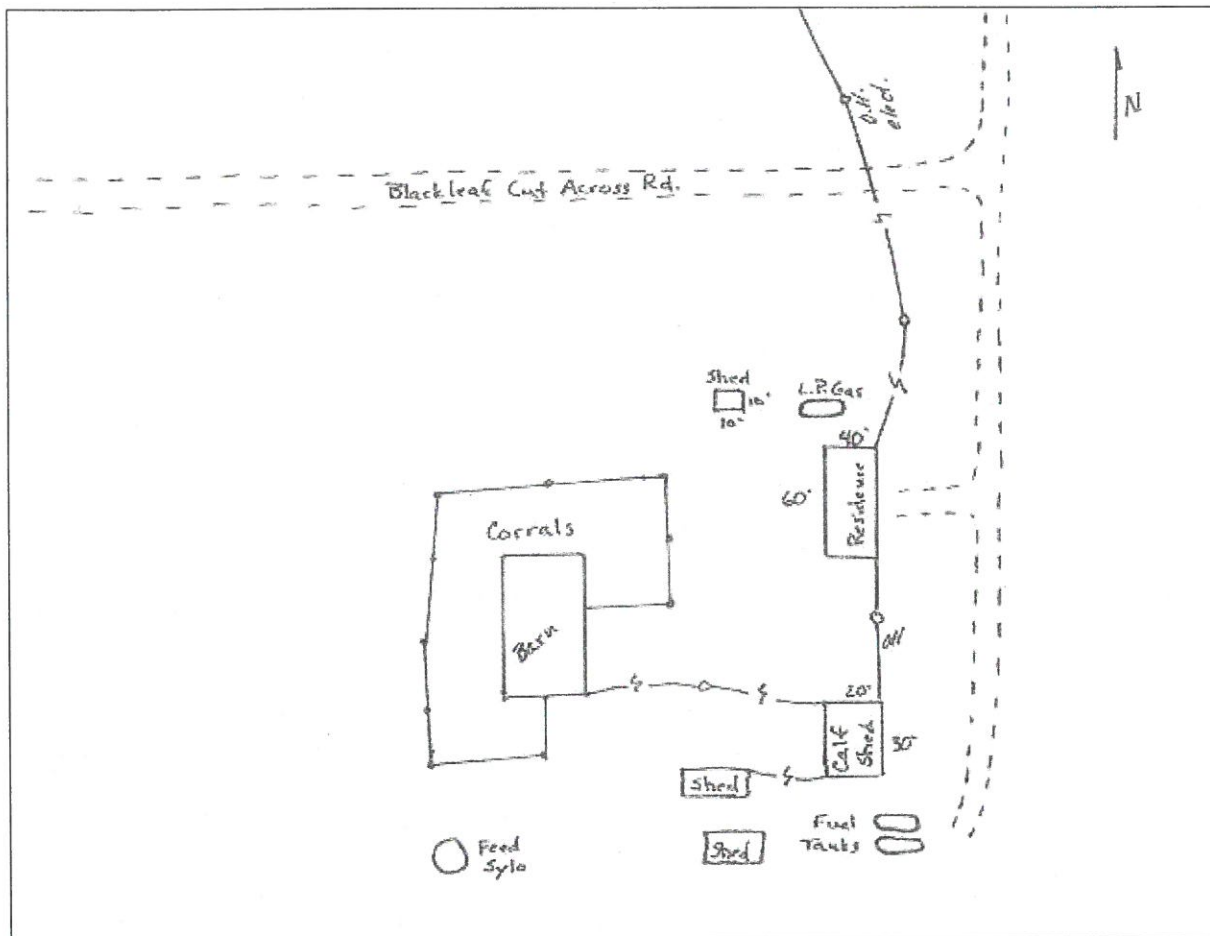 O.H.
elect.
N
Blackleaf Cut Across Rd.
Shed
10'
10'
L.P. Gas
40'
60'
Residence
Corrals
Barn
OH
20'
Calf
Shed
30'
Shed
Shed
Fuel
Tanks
Feed
Sylo